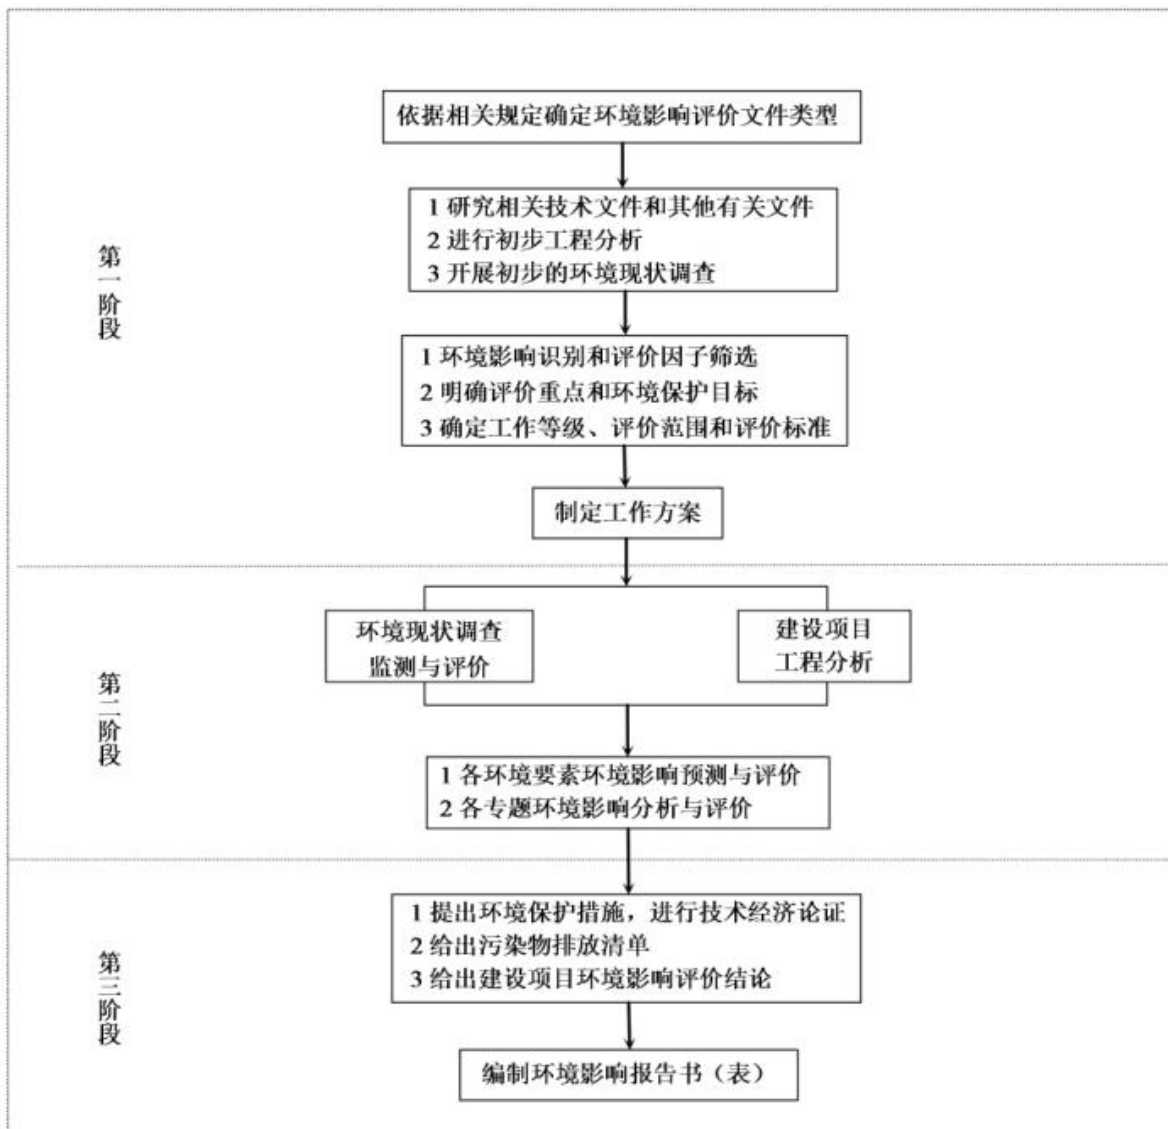 依据相关规定确定环境影响评价文件类型
1 研究相关技术文件和其他有关文件
2 进行初步工程分析
3 开展初步的环境现状调查
第一阶段
1 环境影响识别和评价因子筛选
2 明确评价重点和环境保护目标
3 确定工作等级、评价范围和评价标准
制定工作方案
环境现状调查
监测与评价
建设项目
工程分析
第二阶段
1 各环境要素环境影响预测与评价
2 各专题环境影响分析与评价
1 提出环境保护措施，进行技术经济论证
2 给出污染物排放清单
3 给出建设项目环境影响评价结论
第三阶段
编制环境影响报告书（表）